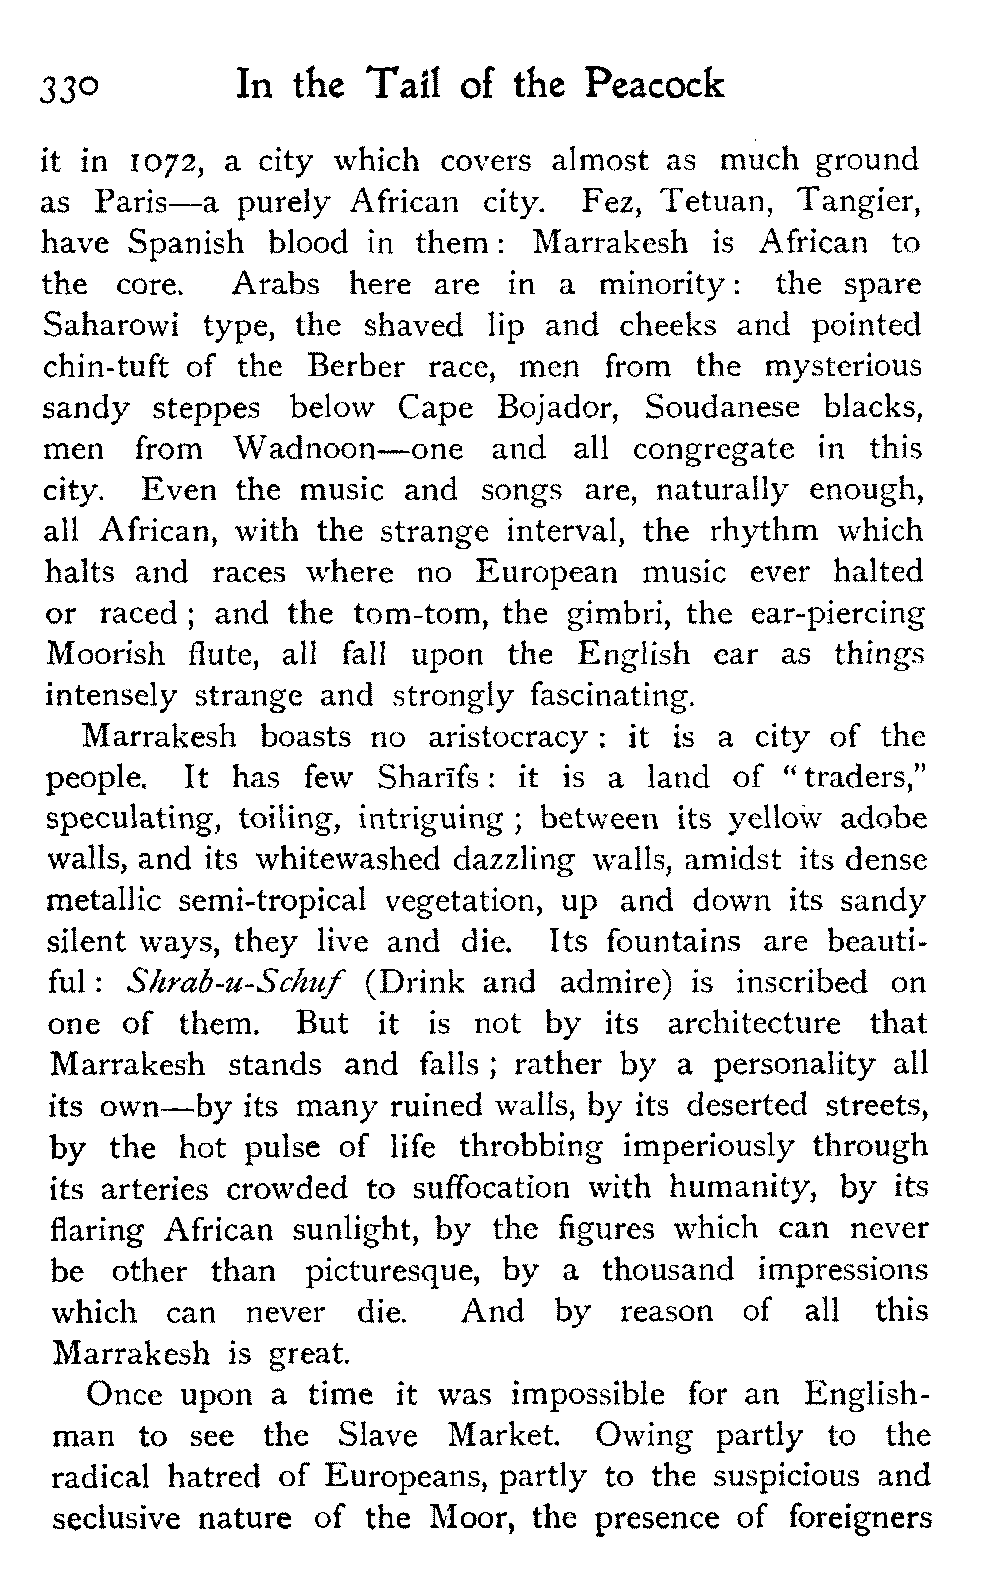 330 In the Tail of the Peacock
it in 1072, a city which covers almost as much ground
as Paris—a purely African city. Fez, Tetuan, Tangier,
have Spanish blood in them: Marrakesh is African to
the core. Arabs here are in a minority: the spare
Saharowi type, the shaved lip and cheeks and pointed
chin-tuft of the Berber race, men from the mysterious
sandy steppes below Cape Bojador, Soudanese blacks,
men from Wadnoon—one and all congregate in this
city. Even the music and songs are, naturally enough,
all African, with the strange interval, the rhythm which
halts and races where no European music ever halted
or raced; and the tom-tom, the gimbri, the ear-piercing
Moorish flute, all fall upon the English ear as things
intensely strange and strongly fascinating.
Marrakesh boasts no aristocracy: it is a city of the
people. It has few Sharīfs: it is a land of “traders,”
speculating, toiling, intriguing; between its yellow adobe
walls, and its whitewashed dazzling walls, amidst its dense
metallic semi-tropical vegetation, up and down its sandy
silent ways, they live and die. Its fountains are beauti-
ful: Shrab-u-Schuf (Drink and admire) is inscribed on
one of them. But it is not by its architecture that
Marrakesh stands and falls; rather by a personality all
its own—by its many ruined walls, by its deserted streets,
by the hot pulse of life throbbing imperiously through
its arteries crowded to suffocation with humanity, by its
flaring African sunlight, by the figures which can never
be other than picturesque, by a thousand impressions
which can never die. And by reason of all this
Marrakesh is great.
Once upon a time it was impossible for an English-
man to see the Slave Market. Owing partly to the
radical hatred of Europeans, partly to the suspicious and
seclusive nature of the Moor, the presence of foreigners